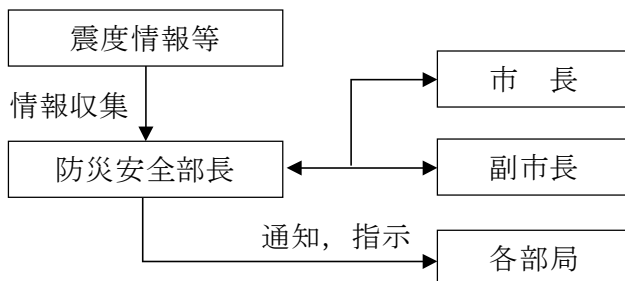 震度情報等
市　長
情報収集
防災安全部長
副市長
通知，指示
各部局